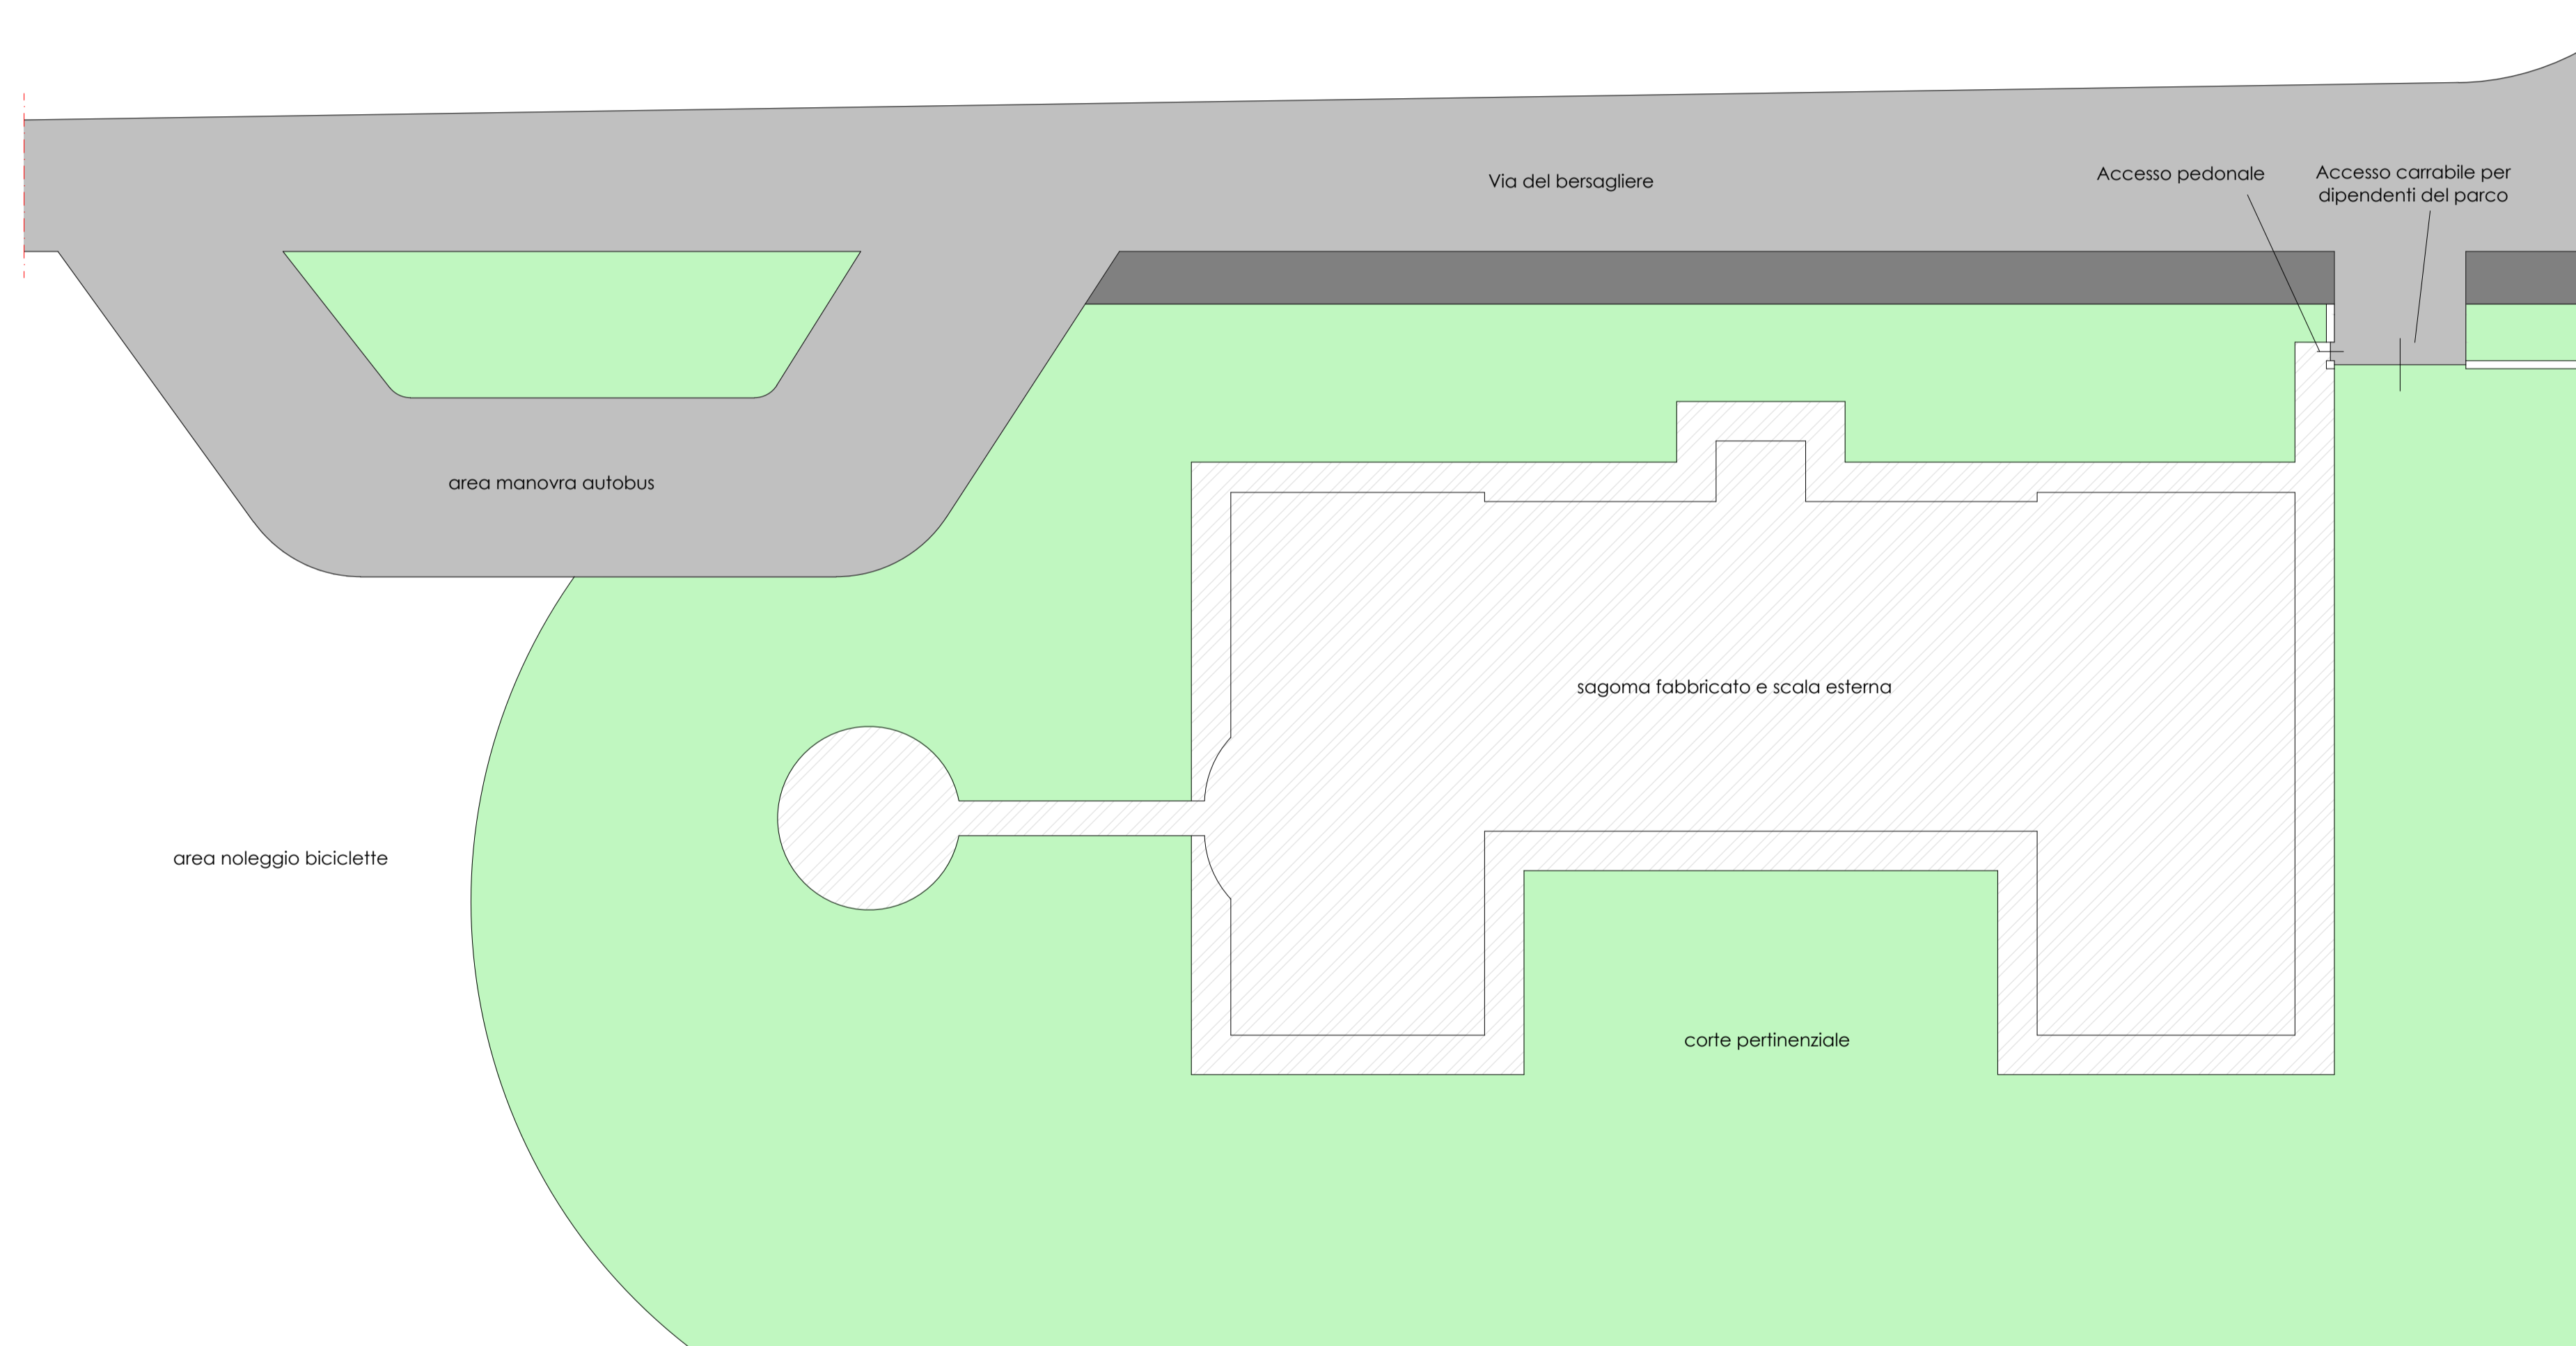 Via del bersagliere
Accesso pedonale
Accesso carrabile per
dipendenti del parco
area manovra autobus
sagoma fabbricato e scala esterna
area noleggio biciclette
corte pertinenziale